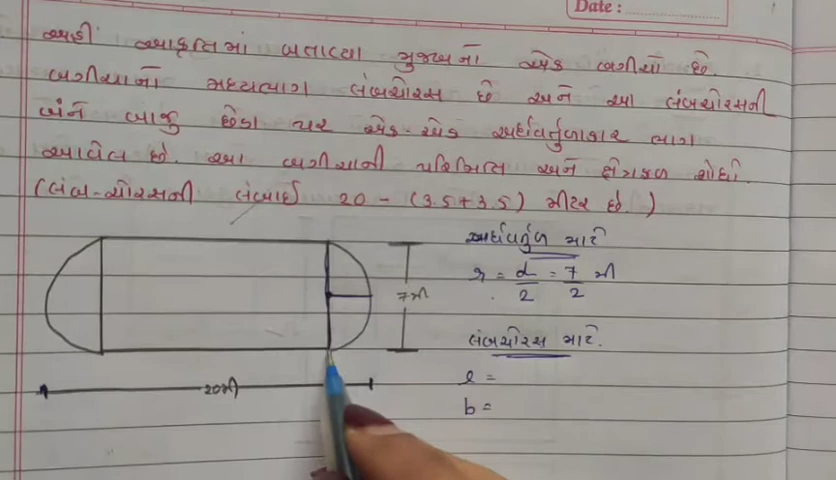 Date :
અહીં આકૃતિમાં બતાવ્યા મુજબનો એક બગીચો છે.
બગીચાનો મધ્યભાગ લંબચોરસ છે અને આ લંબચોરસની
બંને બાજુ છેડા પર એક-એક અર્ધવર્તુળાકાર ભાગ
આવેલ છે. આ બગીચાની પરિમિતિ અને ક્ષેત્રફળ શોધો.
(લંબ-ચોરસની લંબાઈ 20 - (3.5+3.5) મીટર છે.)
અર્ધવર્તુળ માટે
r = d/2 = 7/2 મી
7મી
લંબચોરસ માટે.
l =
20મી
b =